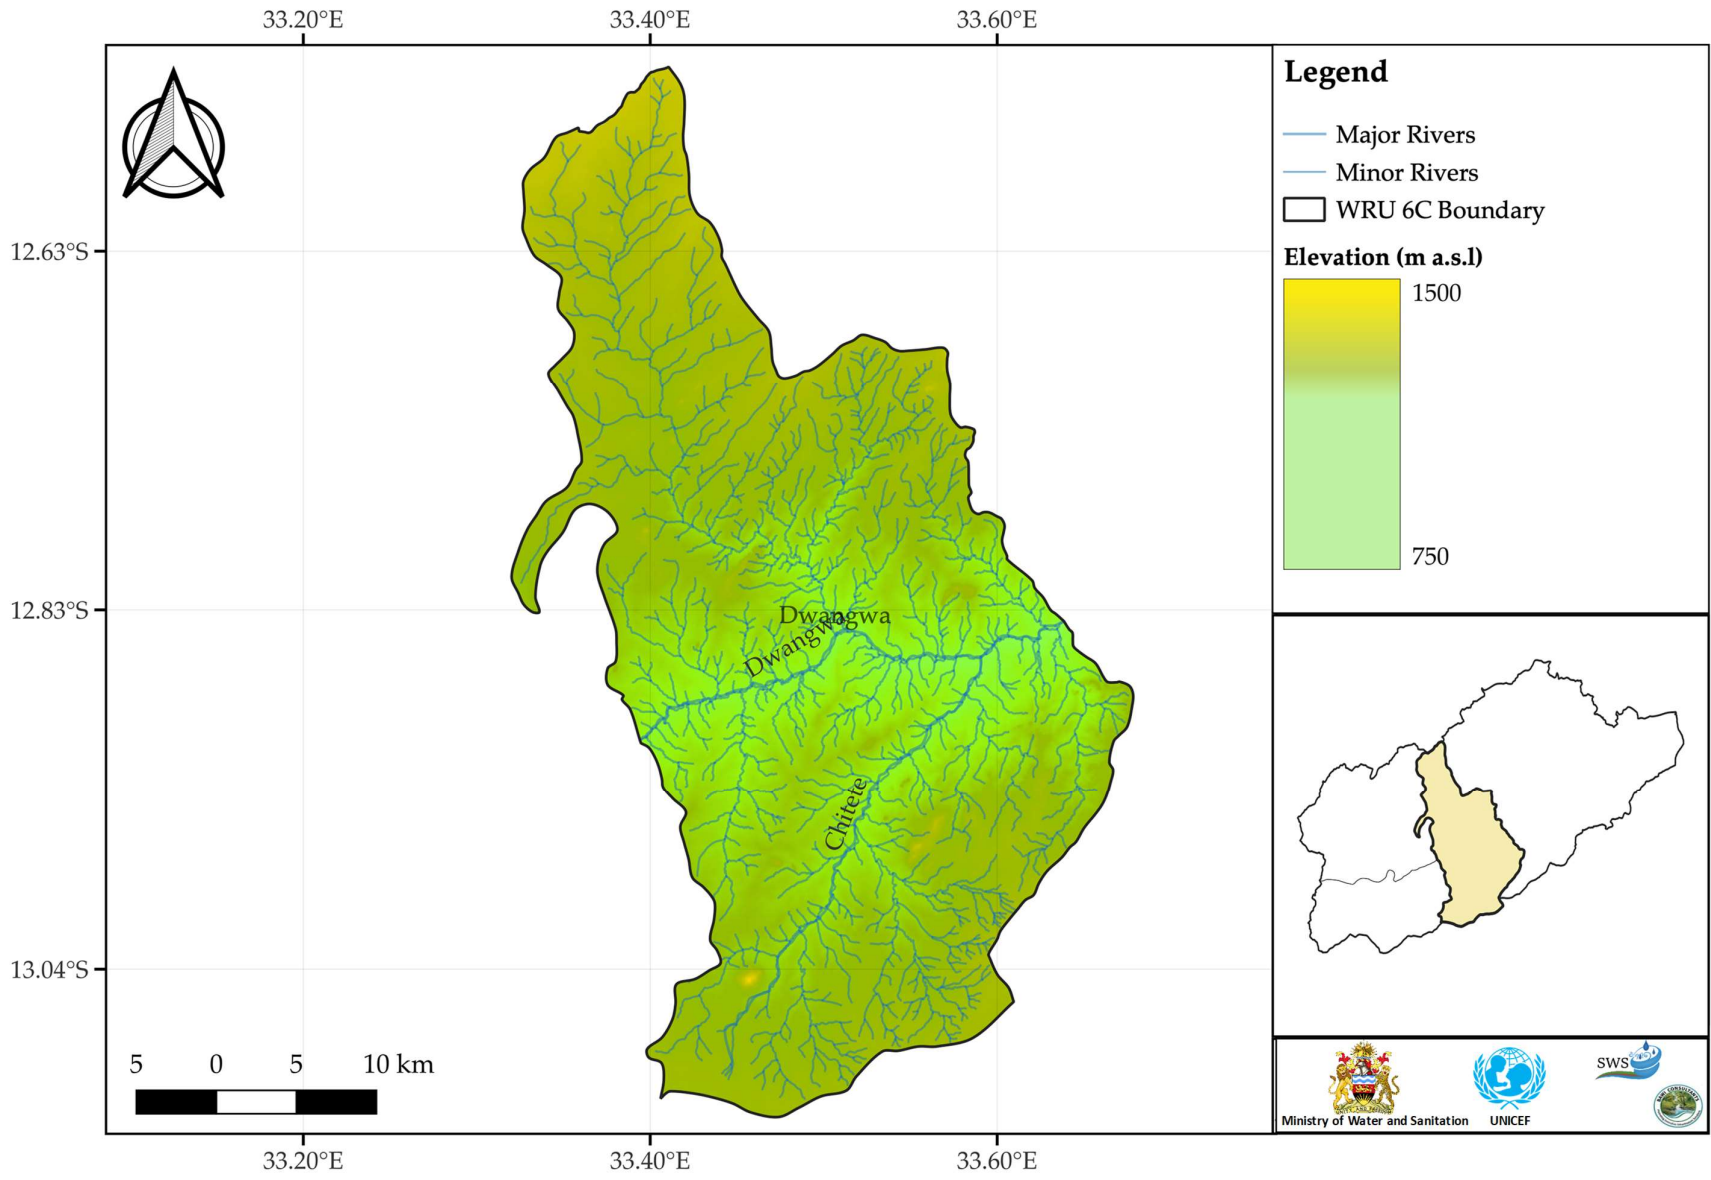 33.20°E 33.40°E 33.60°E
Legend
Major Rivers
Minor Rivers
WRU 6C Boundary
Elevation (m a.s.l)
1500
750
12.63°S
12.83°S
13.04°S
Dwangwa
Dwangwa
Chitete
5 0 5 10 km
33.20°E 33.40°E 33.60°E
Ministry of Water and Sanitation
UNICEF
SWS